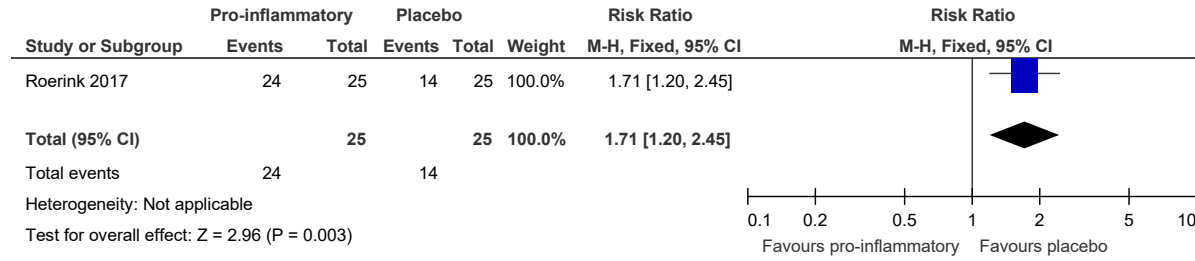 Pro-inflammatory Placebo Risk Ratio Risk Ratio
Study or Subgroup Events Total Events Total Weight M-H, Fixed, 95% CI M-H, Fixed, 95% CI
Roerink 2017 24 25 14 25 100.0% 1.71 [1.20, 2.45]
Total (95% CI) 25 25 100.0% 1.71 [1.20, 2.45]
Total events 24 14
Heterogeneity: Not applicable
Test for overall effect: Z = 2.96 (P = 0.003)
0.1 0.2 0.5 1 2 5 10
Favours pro-inflammatory Favours placebo